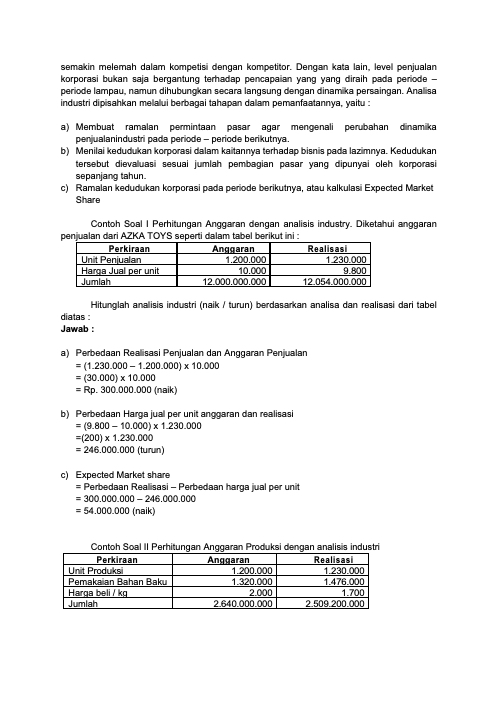 semakin melemah dalam kompetisi dengan kompetitor. Dengan kata lain, level penjualan
korporasi bukan saja bergantung terhadap pencapaian yang yang diraih pada periode –
periode lampau, namun dihubungkan secara langsung dengan dinamika persaingan. Analisa
industri dipisahkan melalui berbagai tahapan dalam pemanfaatannya, yaitu :
a) Membuat ramalan permintaan pasar agar mengenali perubahan dinamika
penjualanindustri pada periode – periode berikutnya.
b) Menilai kedudukan korporasi dalam kaitannya terhadap bisnis pada lazimnya. Kedudukan
tersebut dievaluasi sesuai jumlah pembagian pasar yang dipunyai oleh korporasi
sepanjang tahun.
c) Ramalan kedudukan korporasi pada periode berikutnya, atau kalkulasi Expected Market
Share
Contoh Soal I Perhitungan Anggaran dengan analisis industry. Diketahui anggaran
penjualan dari AZKA TOYS seperti dalam tabel berikut ini :
Perkiraan Anggaran Realisasi
Unit Penjualan 1.200.000 1.230.000
Harga Jual per unit 10.000 9.800
Jumlah 12.000.000.000 12.054.000.000
Hitunglah analisis industri (naik / turun) berdasarkan analisa dan realisasi dari tabel
diatas :
Jawab :
a) Perbedaan Realisasi Penjualan dan Anggaran Penjualan
= (1.230.000 – 1.200.000) x 10.000
= (30.000) x 10.000
= Rp. 300.000.000 (naik)
b) Perbedaan Harga jual per unit anggaran dan realisasi
= (9.800 – 10.000) x 1.230.000
=(200) x 1.230.000
= 246.000.000 (turun)
c) Expected Market share
= Perbedaan Realisasi – Perbedaan harga jual per unit
= 300.000.000 – 246.000.000
= 54.000.000 (naik)
Contoh Soal II Perhitungan Anggaran Produksi dengan analisis industri
Perkiraan Anggaran Realisasi
Unit Produksi 1.200.000 1.230.000
Pemakaian Bahan Baku 1.320.000 1.476.000
Harga beli / kg 2.000 1.700
Jumlah 2.640.000.000 2.509.200.000